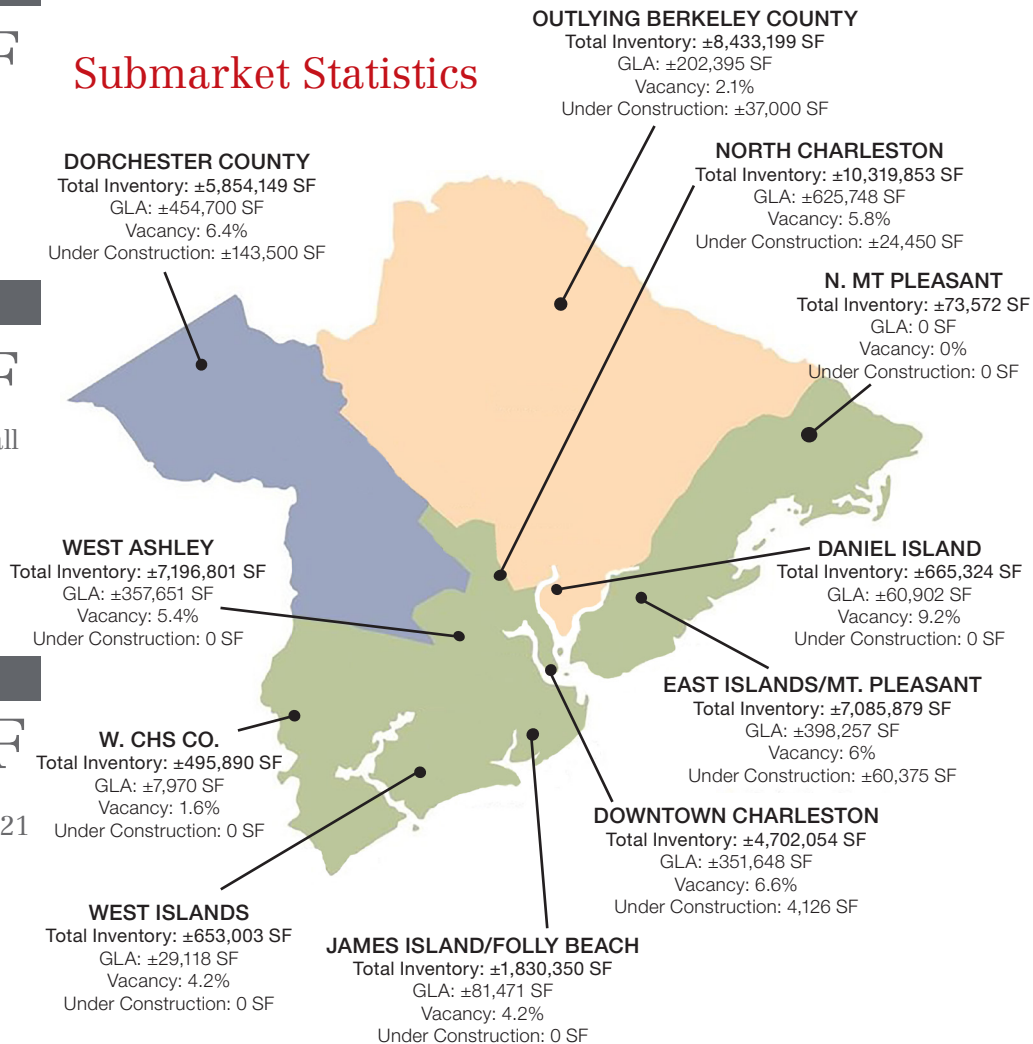 F
F
all
F
21
Submarket Statistics
OUTLYING BERKELEY COUNTY
Total Inventory: ±8,433,199 SF
GLA: ±202,395 SF
Vacancy: 2.1%
Under Construction: ±37,000 SF
DORCHESTER COUNTY
Total Inventory: ±5,854,149 SF
GLA: ±454,700 SF
Vacancy: 6.4%
Under Construction: ±143,500 SF
NORTH CHARLESTON
Total Inventory: ±10,319,853 SF
GLA: ±625,748 SF
Vacancy: 5.8%
Under Construction: ±24,450 SF
N. MT PLEASANT
Total Inventory: ±73,572 SF
GLA: 0 SF
Vacancy: 0%
Under Construction: 0 SF
WEST ASHLEY
Total Inventory: ±7,196,801 SF
GLA: ±357,651 SF
Vacancy: 5.4%
Under Construction: 0 SF
DANIEL ISLAND
Total Inventory: ±665,324 SF
GLA: ±60,902 SF
Vacancy: 9.2%
Under Construction: 0 SF
EAST ISLANDS/MT. PLEASANT
Total Inventory: ±7,085,879 SF
GLA: ±398,257 SF
Vacancy: 6%
Under Construction: ±60,375 SF
W. CHS CO.
Total Inventory: ±495,890 SF
GLA: ±7,970 SF
Vacancy: 1.6%
Under Construction: 0 SF
DOWNTOWN CHARLESTON
Total Inventory: ±4,702,054 SF
GLA: ±351,648 SF
Vacancy: 6.6%
Under Construction: 4,126 SF
WEST ISLANDS
Total Inventory: ±653,003 SF
GLA: ±29,118 SF
Vacancy: 4.2%
Under Construction: 0 SF
JAMES ISLAND/FOLLY BEACH
Total Inventory: ±1,830,350 SF
GLA: ±81,471 SF
Vacancy: 4.2%
Under Construction: 0 SF